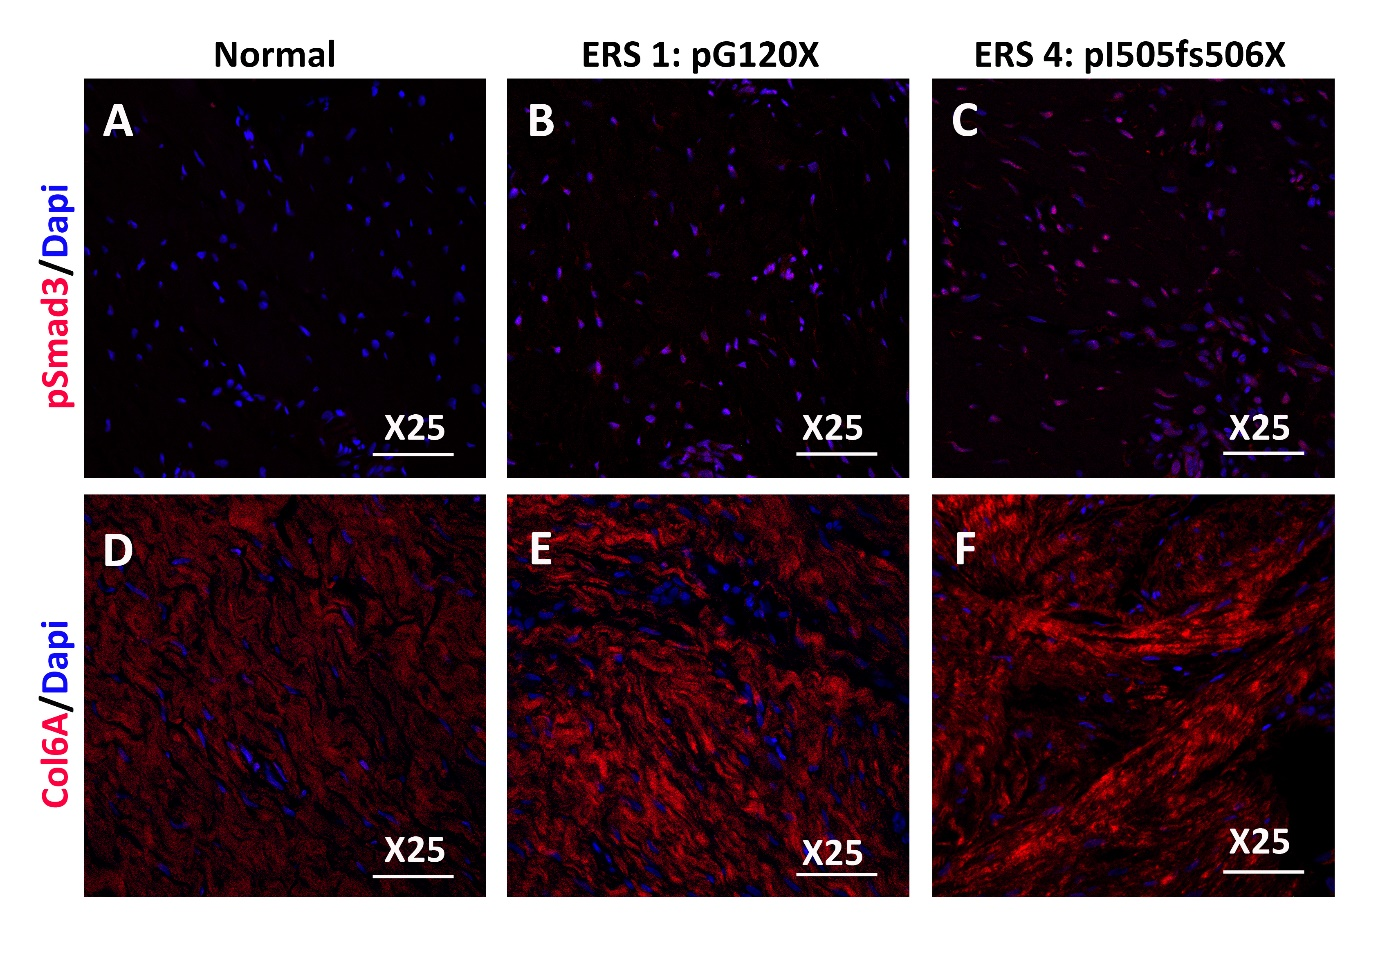 Normal
ERS 1: pG120X
ERS 4: pI505fs506X
pSmad3/Dapi
A
B
C
X25
X25
X25
Col6A/Dapi
D
E
F
X25
X25
X25